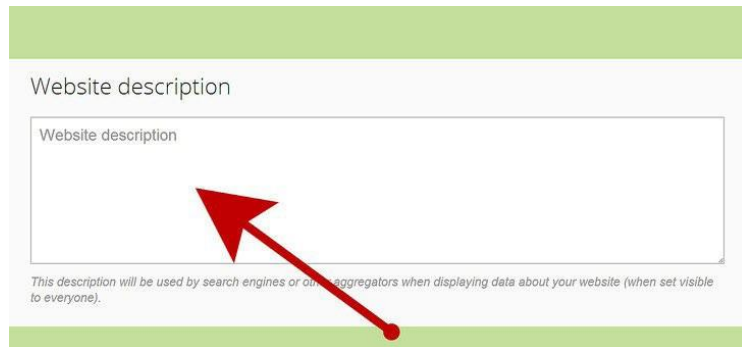 Website description
Website description
This description will be used by search engines or other aggregators when displaying data about your website (when set visible
to everyone).